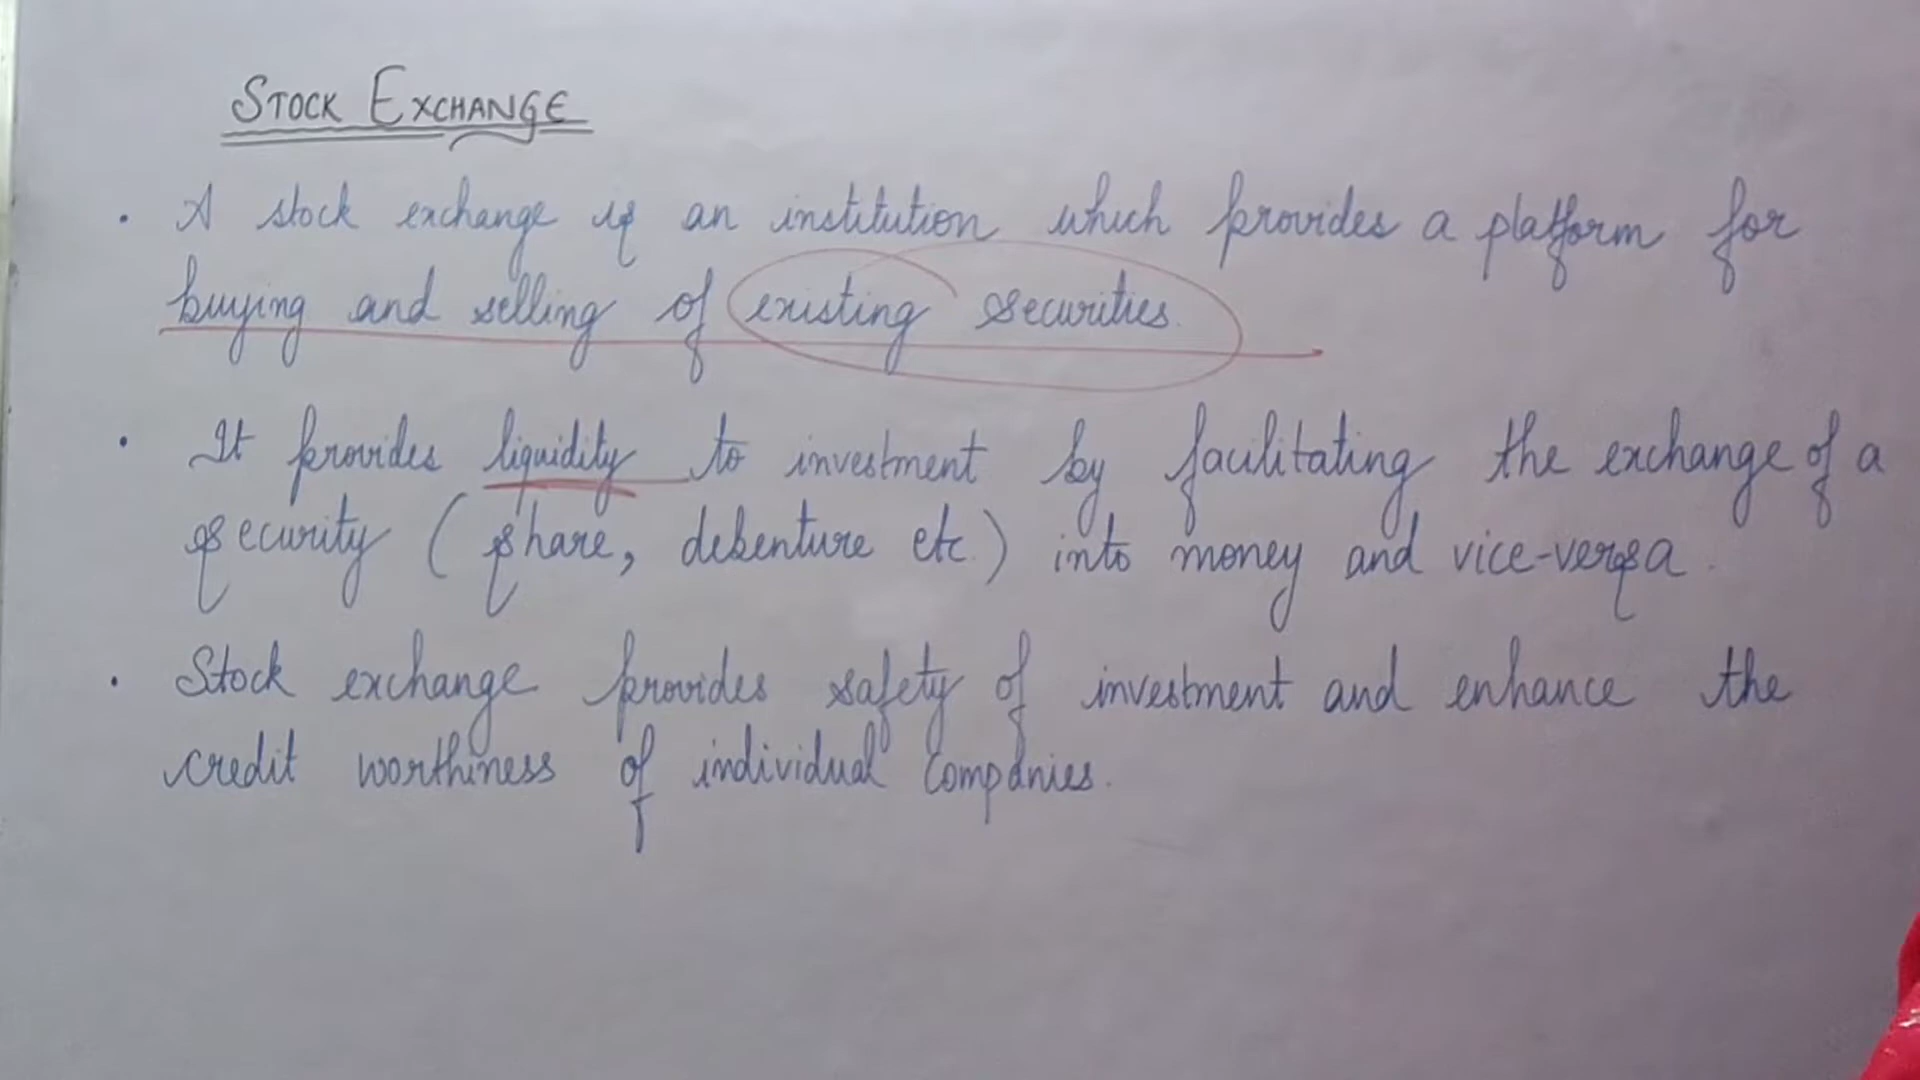 STOCK EXCHANGE
• A stock exchange is an institution which provides a platform for
buying and selling of existing securities.
• It provides liquidity to investment by facilitating the exchange of a
security (share, debenture etc.) into money and vice-versa.
• Stock exchange provides safety of investment and enhance the
credit worthiness of individual companies.